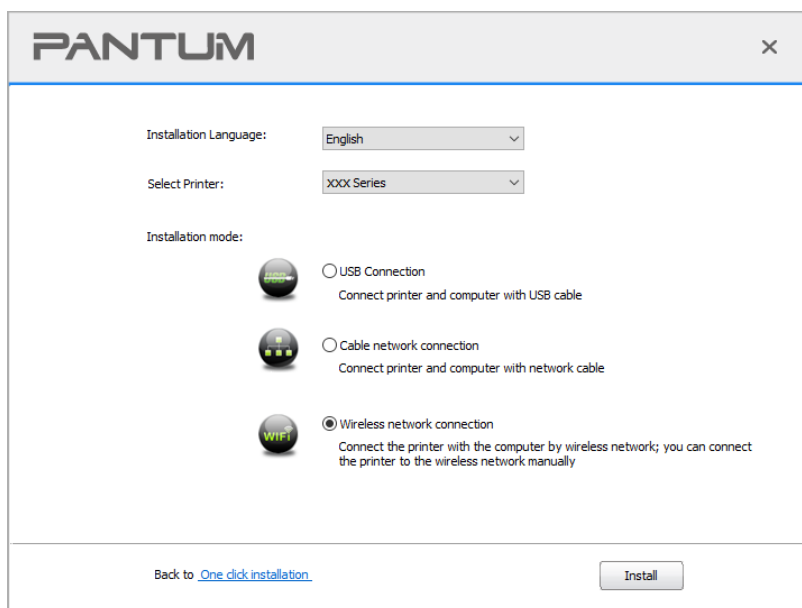 PANTUM
Installation Language:
English
Select Printer:
XXX Series
Installation mode:
USB
USB Connection
Connect printer and computer with USB cable
Cable network connection
Connect printer and computer with network cable
WiFi
Wireless network connection
Connect the printer with the computer by wireless network; you can connect
the printer to the wireless network manually
Back to One click installation
Install